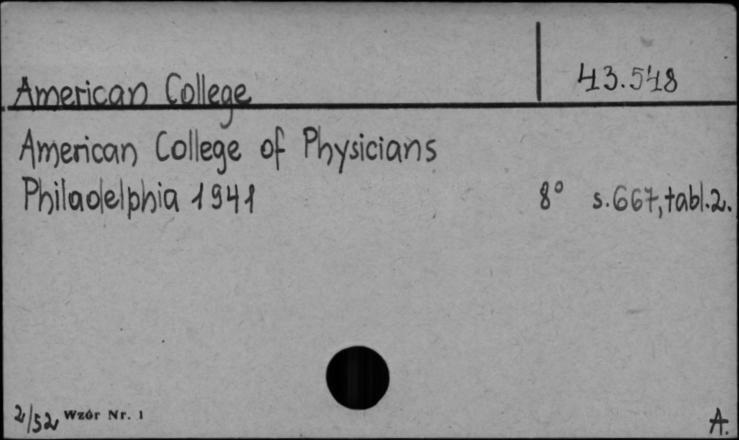 American College 43.548
American College of Physicians
Philadelphia 1941 8° s.667, tabl.2.
2/52 Wzór Nr. 1 A.